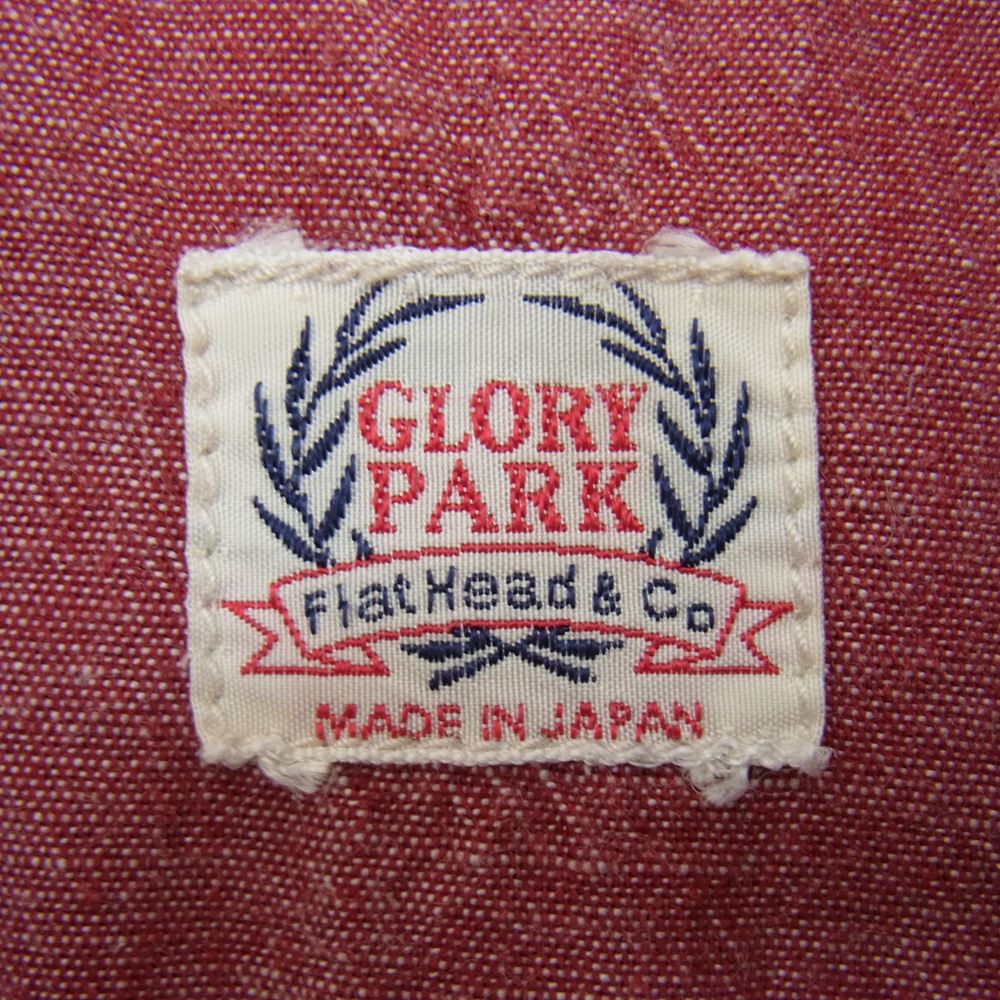 GLORY
PARK
FlatHead & Co
MADE IN JAPAN